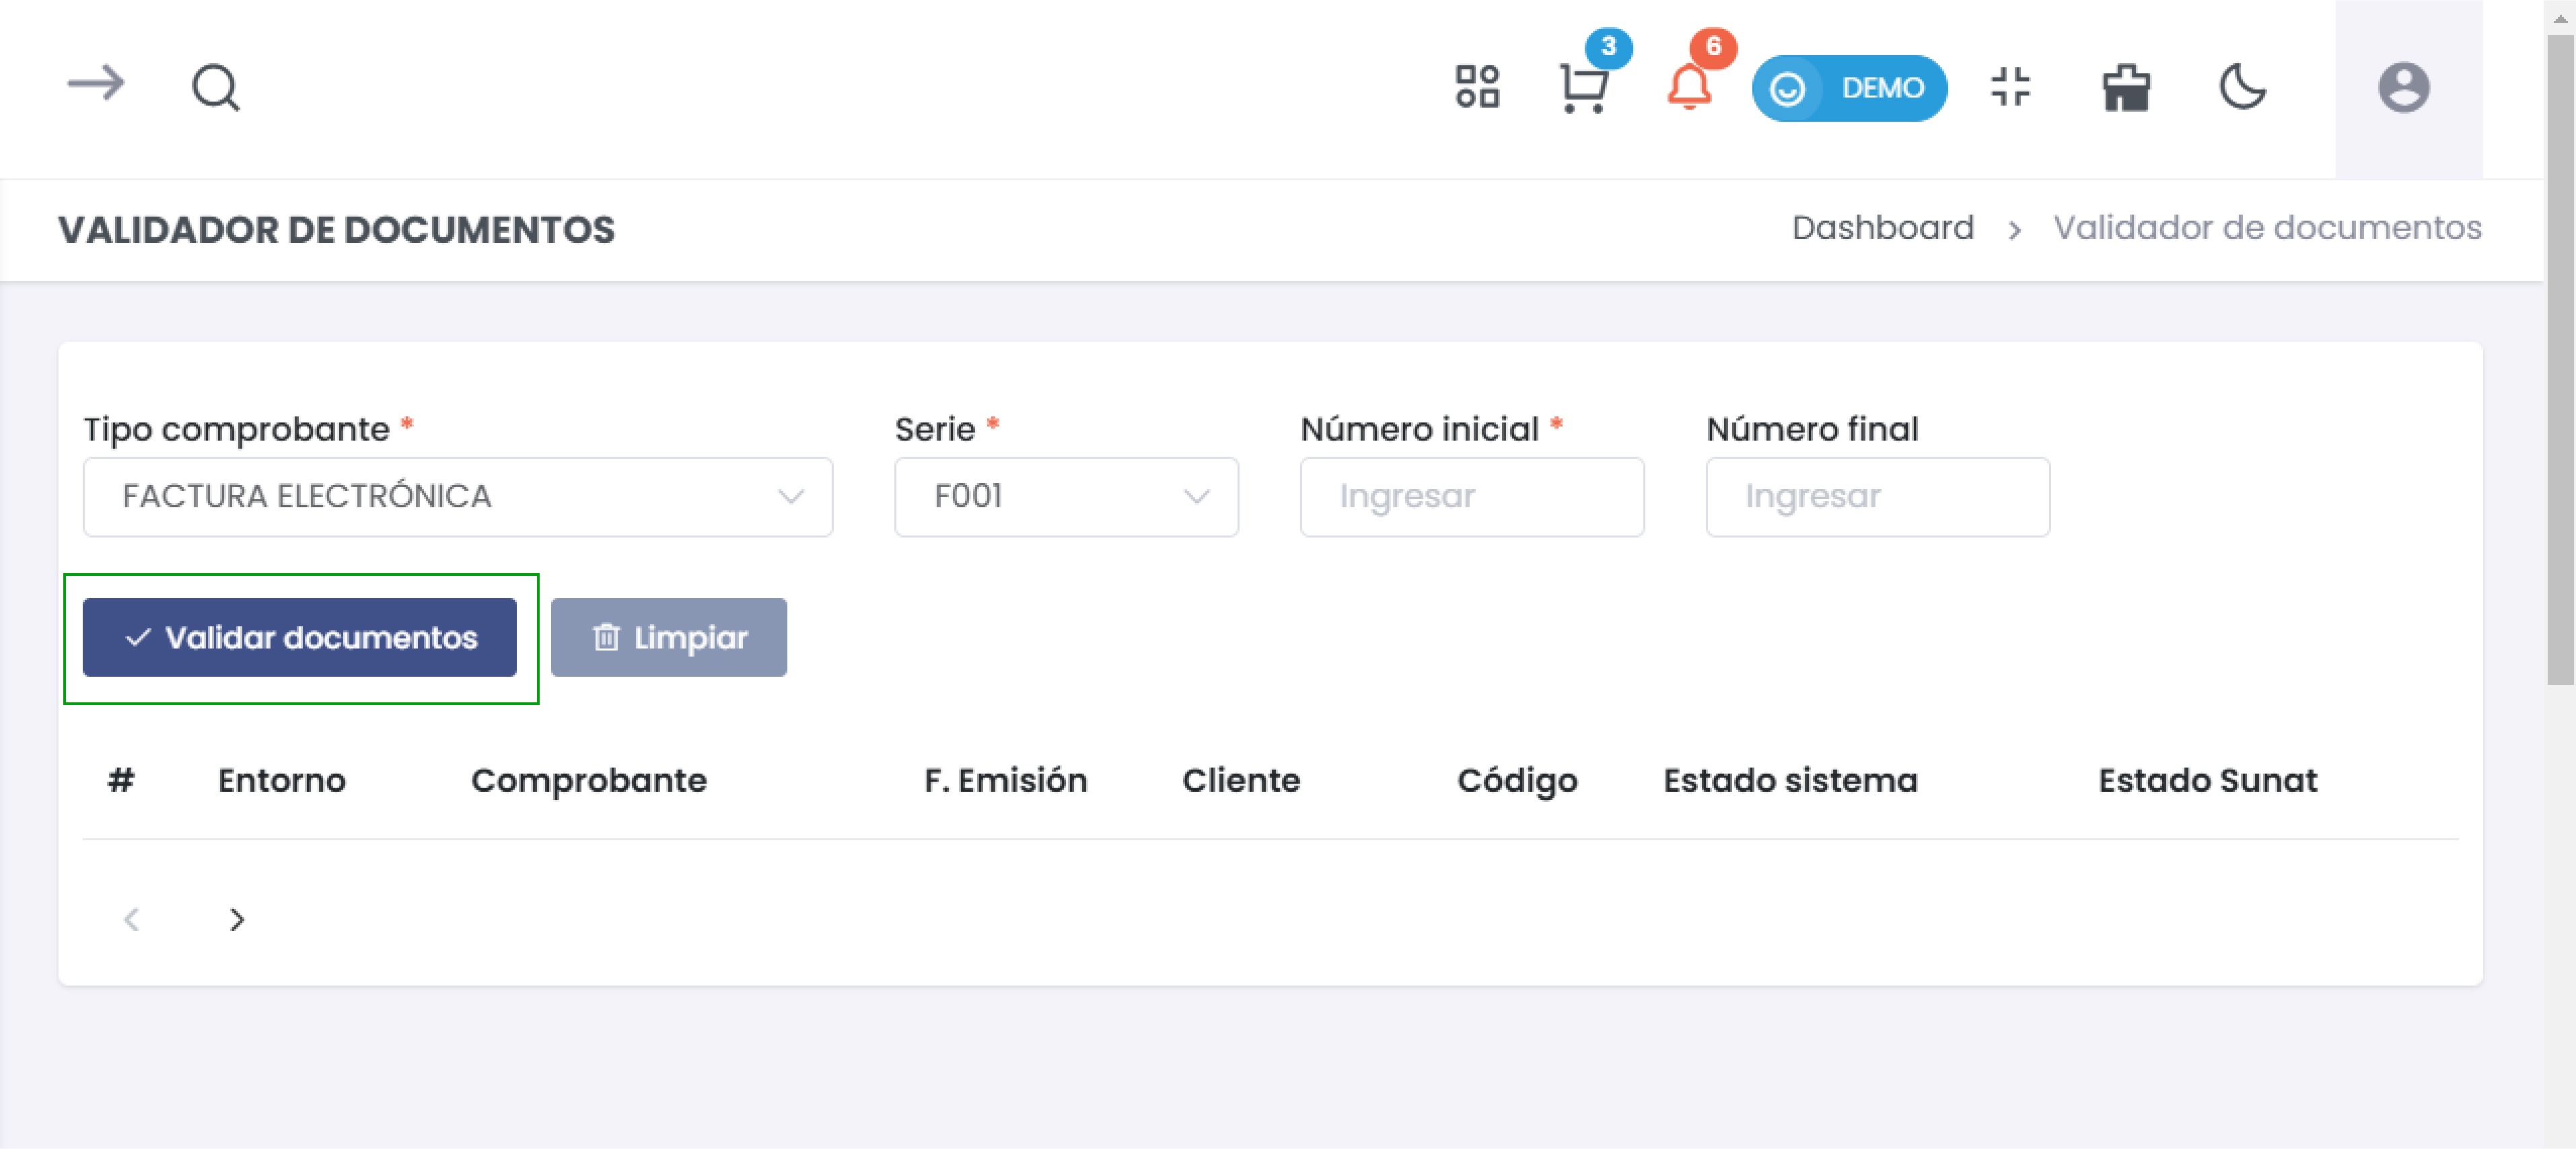 3
6
DEMO
VALIDADOR DE DOCUMENTOS
Dashboard > Validador de documentos
Tipo comprobante * Serie * Número inicial * Número final
FACTURA ELECTRÓNICA F001 Ingresar Ingresar
Validar documentos Limpiar
# Entorno Comprobante F. Emisión Cliente Código Estado sistema Estado Sunat